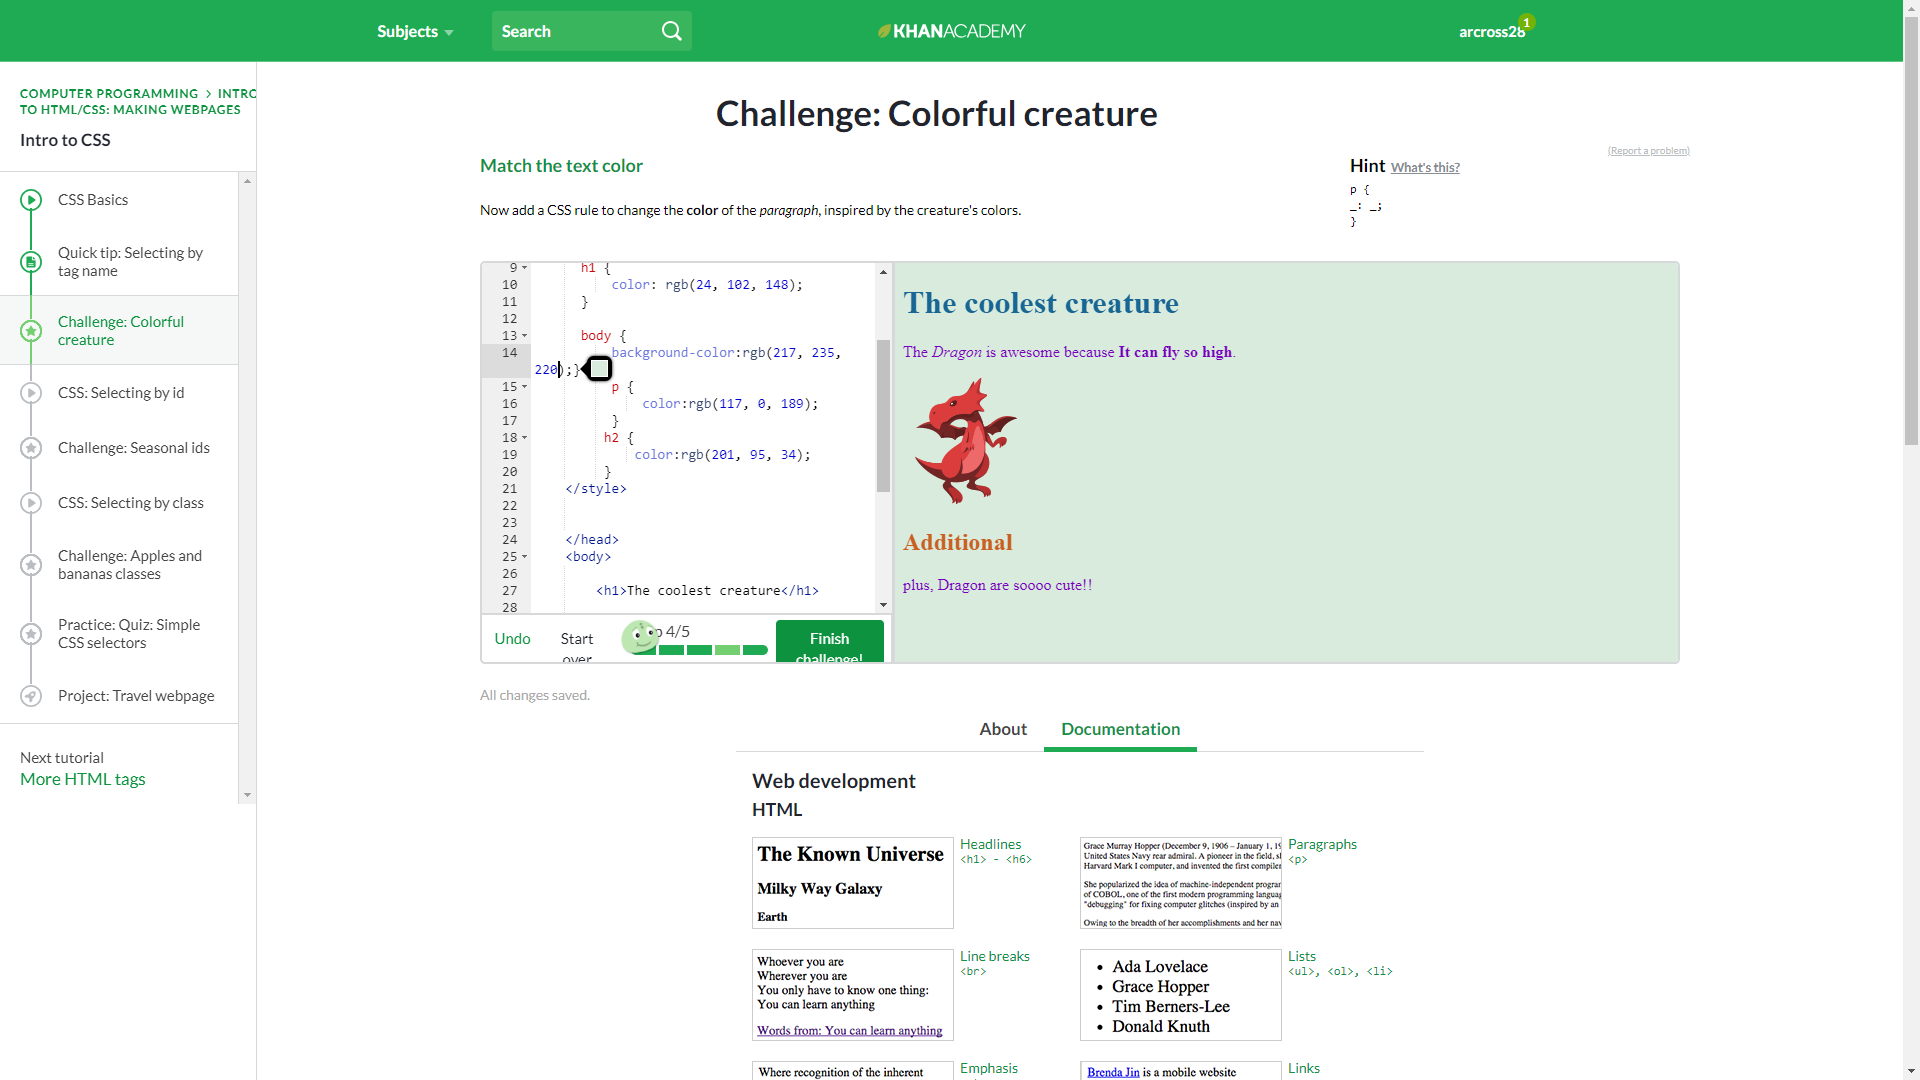 Subjects
Search
KHANACADEMY
arcross28
1
COMPUTER PROGRAMMING > INTRO
TO HTML/CSS: MAKING WEBPAGES
Intro to CSS
CSS Basics
Quick tip: Selecting by
tag name
Challenge: Colorful
creature
CSS: Selecting by id
Challenge: Seasonal ids
CSS: Selecting by class
Challenge: Apples and
bananas classes
Practice: Quiz: Simple
CSS selectors
Project: Travel webpage
Next tutorial
More HTML tags
Challenge: Colorful creature
(Report a problem)
Match the text color
Now add a CSS rule to change the color of the paragraph, inspired by the creature's colors.
Hint What's this?
p {
_: _;
}
9 h1 {
10 color: rgb(24, 102, 148);
11 }
12
13 body {
14 background-color:rgb(217, 235,
220);}
15 p {
16 color:rgb(117, 0, 189);
17 }
18 h2 {
19 color:rgb(201, 95, 34);
20 }
21 </style>
22
23
24 </head>
25 <body>
26
27 <h1>The coolest creature</h1>
28
The coolest creature
The Dragon is awesome because It can fly so high.
Additional
plus, Dragon are soooo cute!!
Undo
Start
over
4/5
Finish
challenge!
All changes saved.
About
Documentation
Web development
HTML
The Known Universe
Milky Way Galaxy
Earth
Headlines
<h1> - <h6>
Grace Murray Hopper (December 9, 1906 – January 1, 19
United States Navy rear admiral. A pioneer in the field, sh
Harvard Mark I computer, and invented the first compiler
She popularized the idea of machine-independent program
of COBOL, one of the first modern programming languag
"debugging" for fixing computer glitches (inspired by an
Owing to the breadth of her accomplishments and her nav
Paragraphs
<p>
Whoever you are
Wherever you are
You only have to know one thing:
You can learn anything
Words from: You can learn anything
Line breaks
<br>
Ada Lovelace
Grace Hopper
Tim Berners-Lee
Donald Knuth
Lists
<ul>, <ol>, <li>
Where recognition of the inherent
Emphasis
Brenda Jin is a mobile website
Links